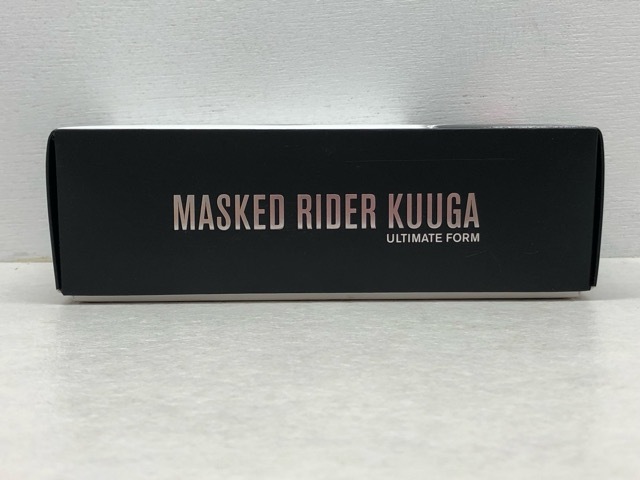 MASKED RIDER KUUGA
ULTIMATE FORM